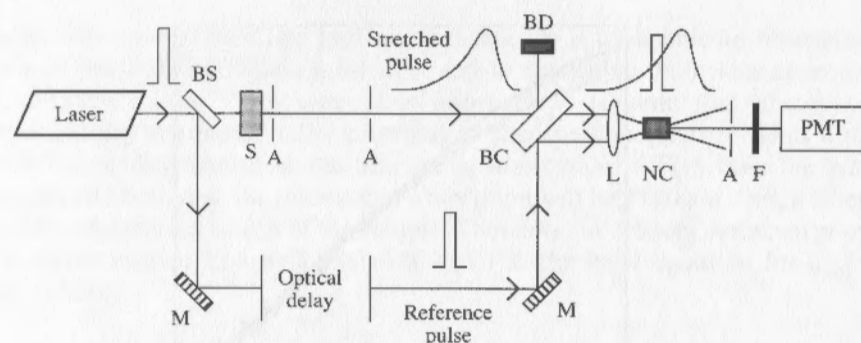 BD
Stretched
pulse
BS
Laser
PMT
S A
A
BC
L NC
A F
M
Optical
delay
Reference
pulse
M